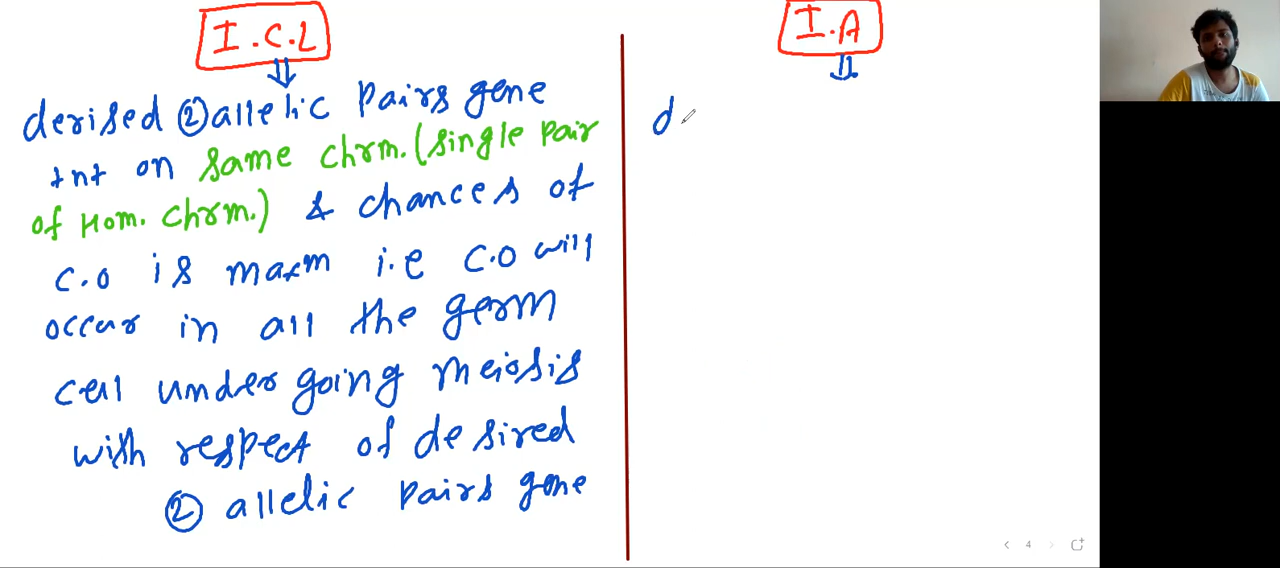 I.C.L
derised ② allelic pairs gene
tnt on same chrm. (single pair
of Hom. chrm.) & chances of
C.O is maxm i.e C.O will
occur in all the germ
cell under going meiosis
with respect of desired
② allelic pairs gene
I.A
d
4